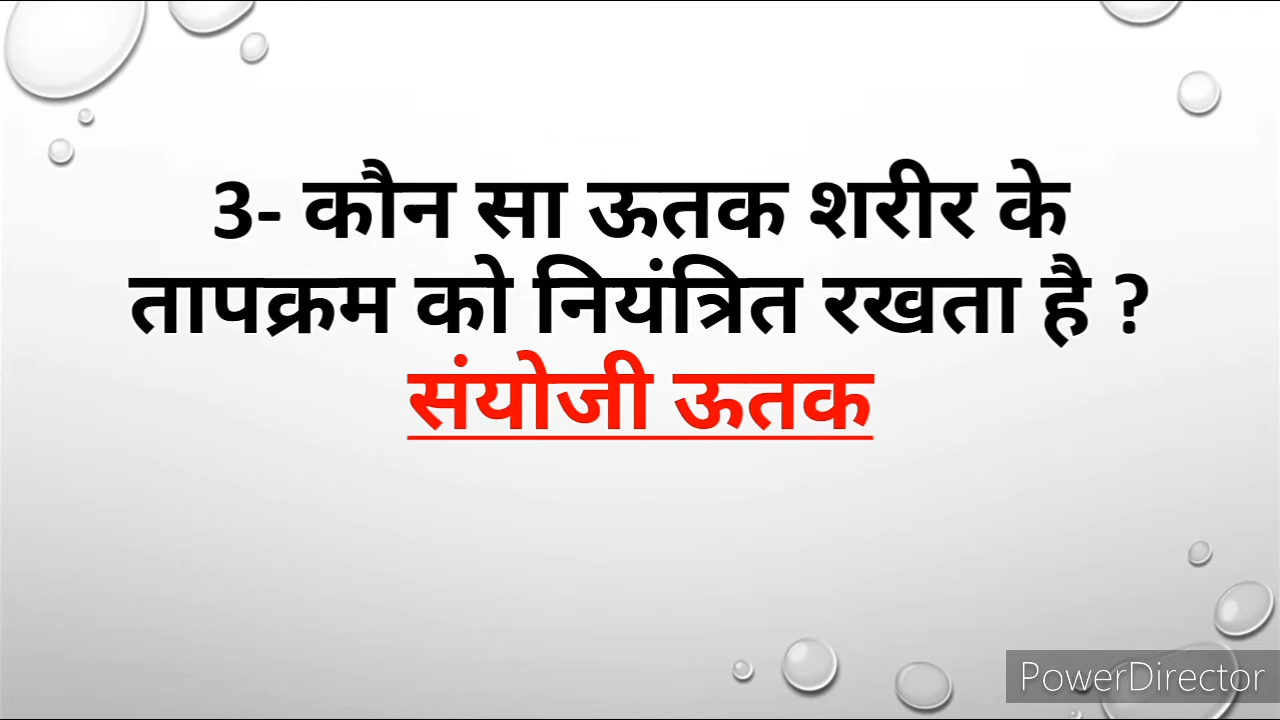 3- कौन सा ऊतक शरीर के
तापक्रम को नियंत्रित रखता है ?
संयोजी ऊतक
PowerDirector